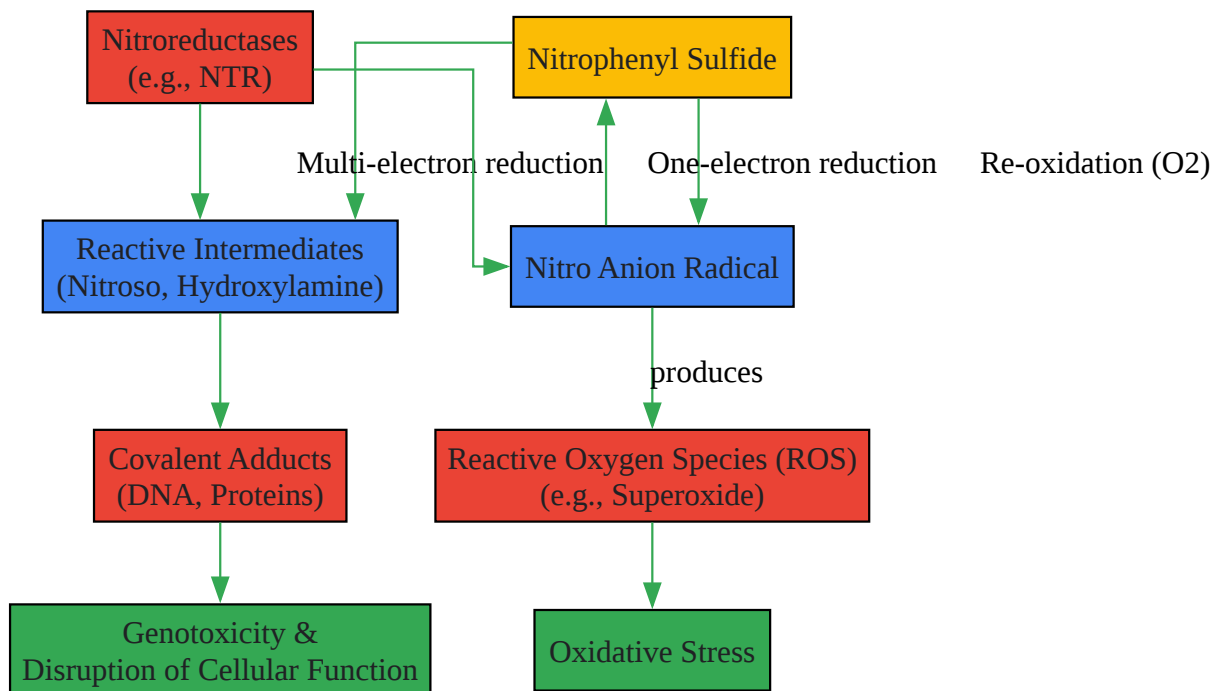 Nitroreductases
(e.g., NTR)
Nitrophenyl Sulfide
Multi-electron reduction
One-electron reduction
Re-oxidation (O2)
Reactive Intermediates
(Nitroso, Hydroxylamine)
Nitro Anion Radical
produces
Covalent Adducts
(DNA, Proteins)
Reactive Oxygen Species (ROS)
(e.g., Superoxide)
Genotoxicity &
Disruption of Cellular Function
Oxidative Stress